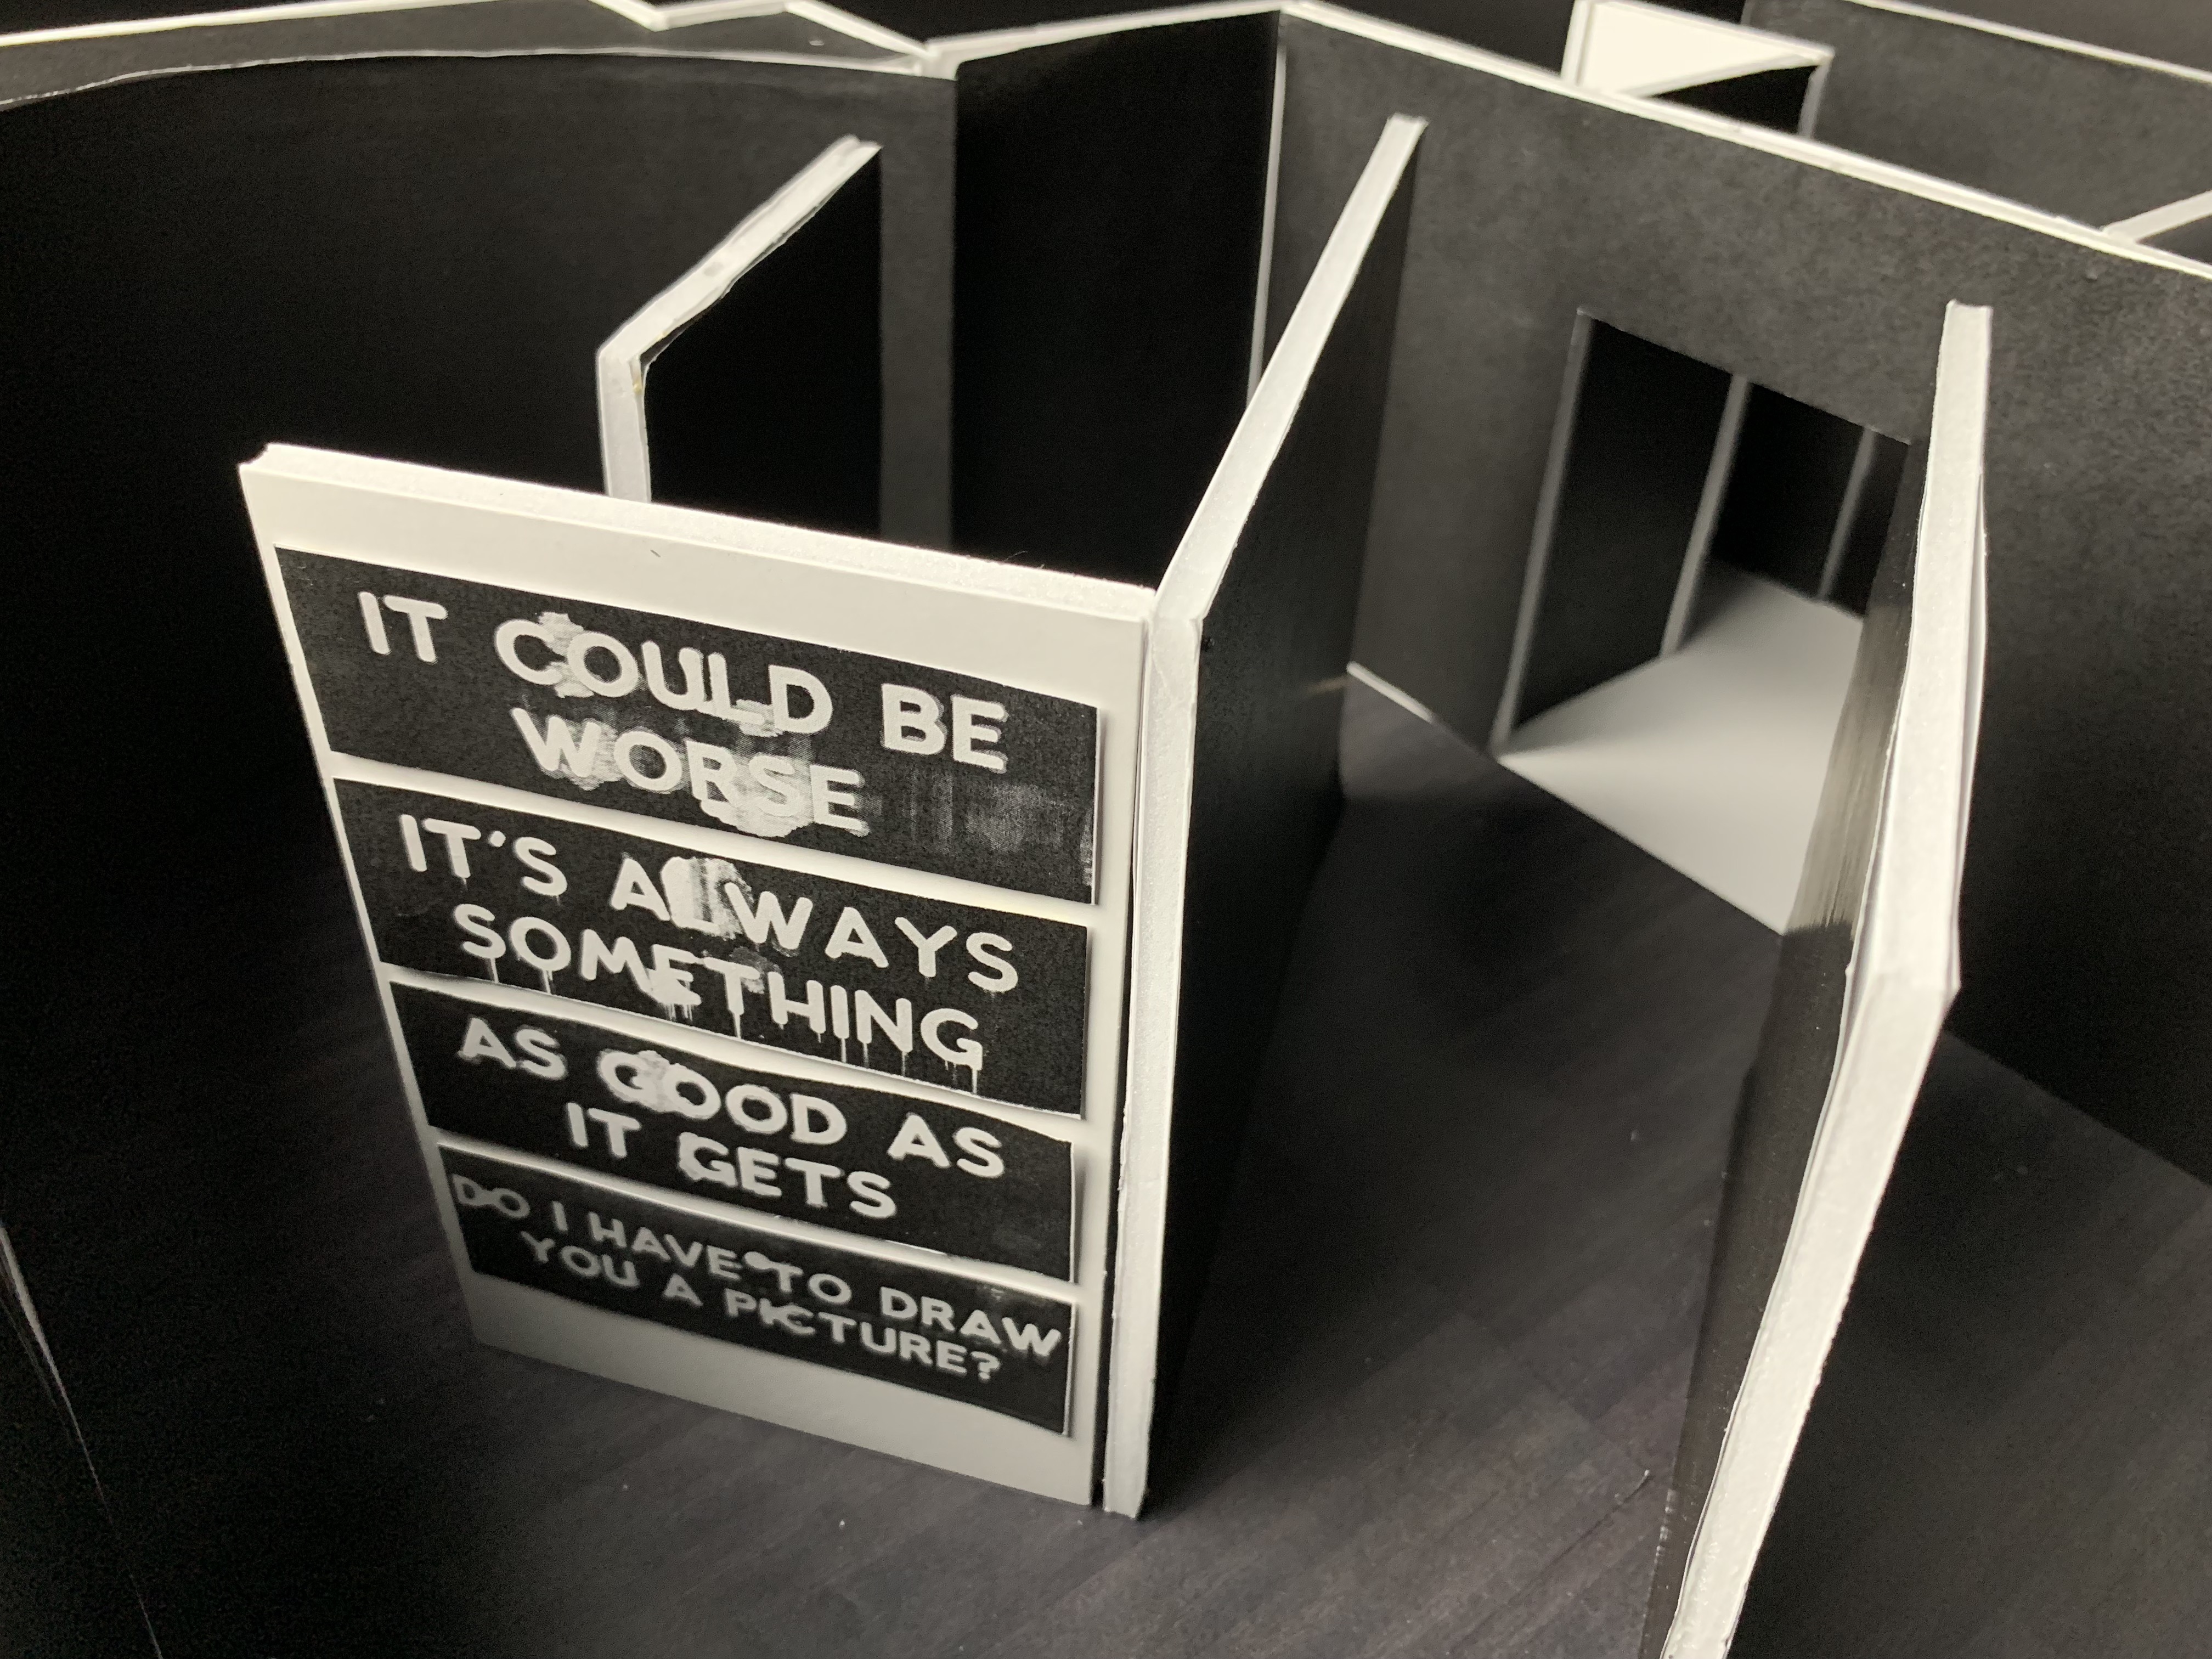 IT COULD BE
WORSE
IT'S ALWAYS
SOMETHING
AS GOOD AS
IT GETS
DO I HAVE TO DRAW
YOU A PICTURE?